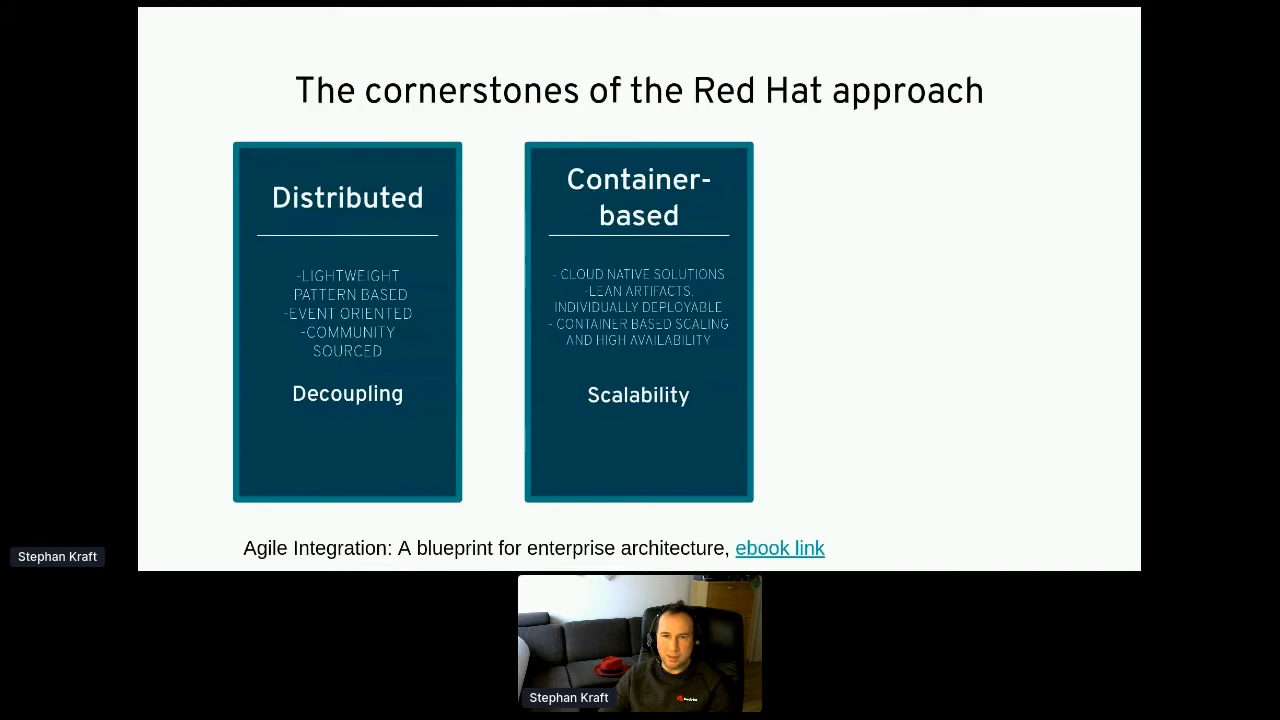 The cornerstones of the Red Hat approach
Distributed
-LIGHTWEIGHT
PATTERN BASED
-EVENT ORIENTED
-COMMUNITY
SOURCED
Decoupling
Container-
based
- CLOUD NATIVE SOLUTIONS
-LEAN ARTIFACTS,
INDIVIDUALLY DEPLOYABLE
- CONTAINER BASED SCALING
AND HIGH AVAILABILITY
Scalability
Agile Integration: A blueprint for enterprise architecture, ebook link
Stephan Kraft
Stephan Kraft